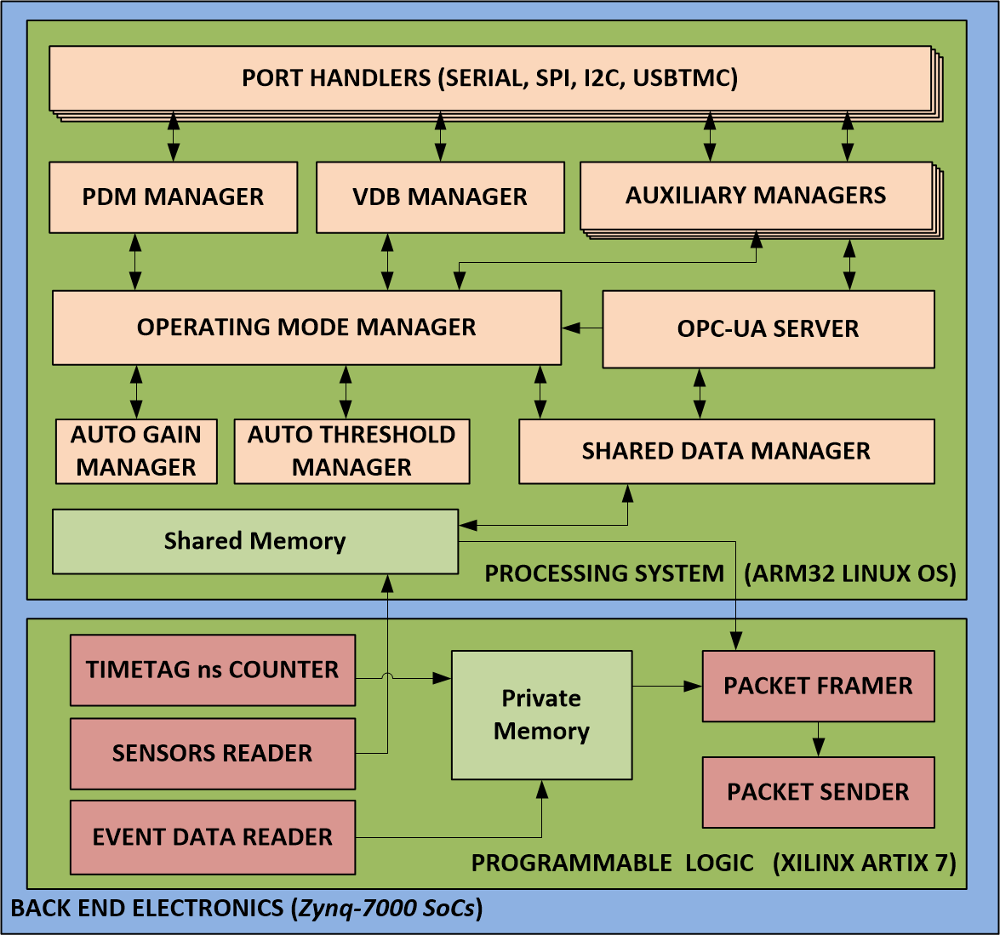 PORT HANDLERS (SERIAL, SPI, I2C, USBTMC)
PDM MANAGER
VDB MANAGER
AUXILIARY MANAGERS
OPERATING MODE MANAGER
OPC-UA SERVER
AUTO GAIN
MANAGER
AUTO THRESHOLD
MANAGER
SHARED DATA MANAGER
Shared Memory
PROCESSING SYSTEM (ARM32 LINUX OS)
TIMETAG ns COUNTER
SENSORS READER
EVENT DATA READER
Private
Memory
PACKET FRAMER
PACKET SENDER
PROGRAMMABLE LOGIC (XILINX ARTIX 7)
BACK END ELECTRONICS (Zynq-7000 SoCs)